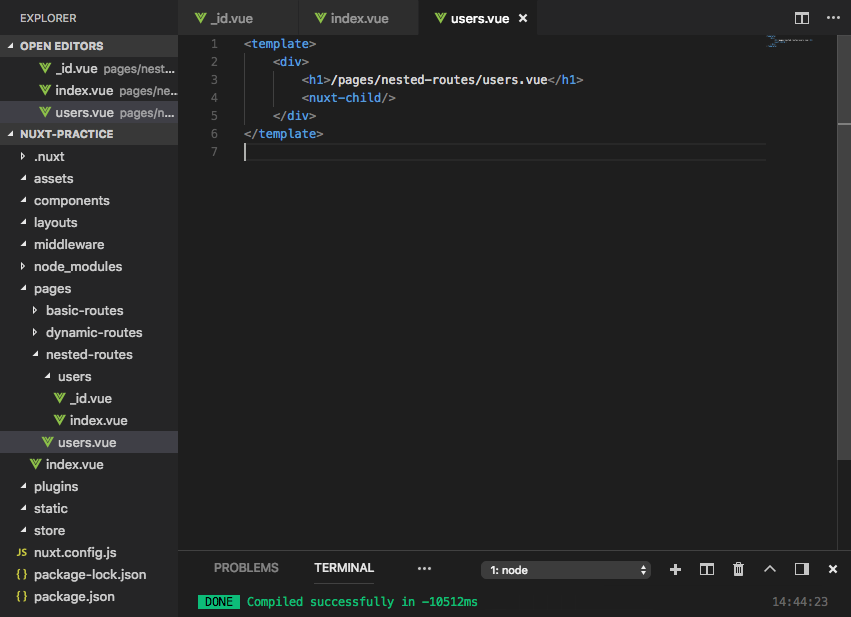 EXPLORER
OPEN EDITORS
_id.vue pages/nest...
index.vue pages/ne...
users.vue pages/n...
NUXT-PRACTICE
.nuxt
assets
components
layouts
middleware
node_modules
pages
basic-routes
dynamic-routes
nested-routes
users
_id.vue
index.vue
users.vue
index.vue
plugins
static
store
JS nuxt.config.js
{} package-lock.json
{} package.json
_id.vue index.vue users.vue ×
1 <template>
2 <div>
3 <h1>/pages/nested-routes/users.vue</h1>
4 <nuxt-child/>
5 </div>
6 </template>
7
PROBLEMS TERMINAL ••• 1: node
DONE Compiled successfully in -10512ms 14:44:23